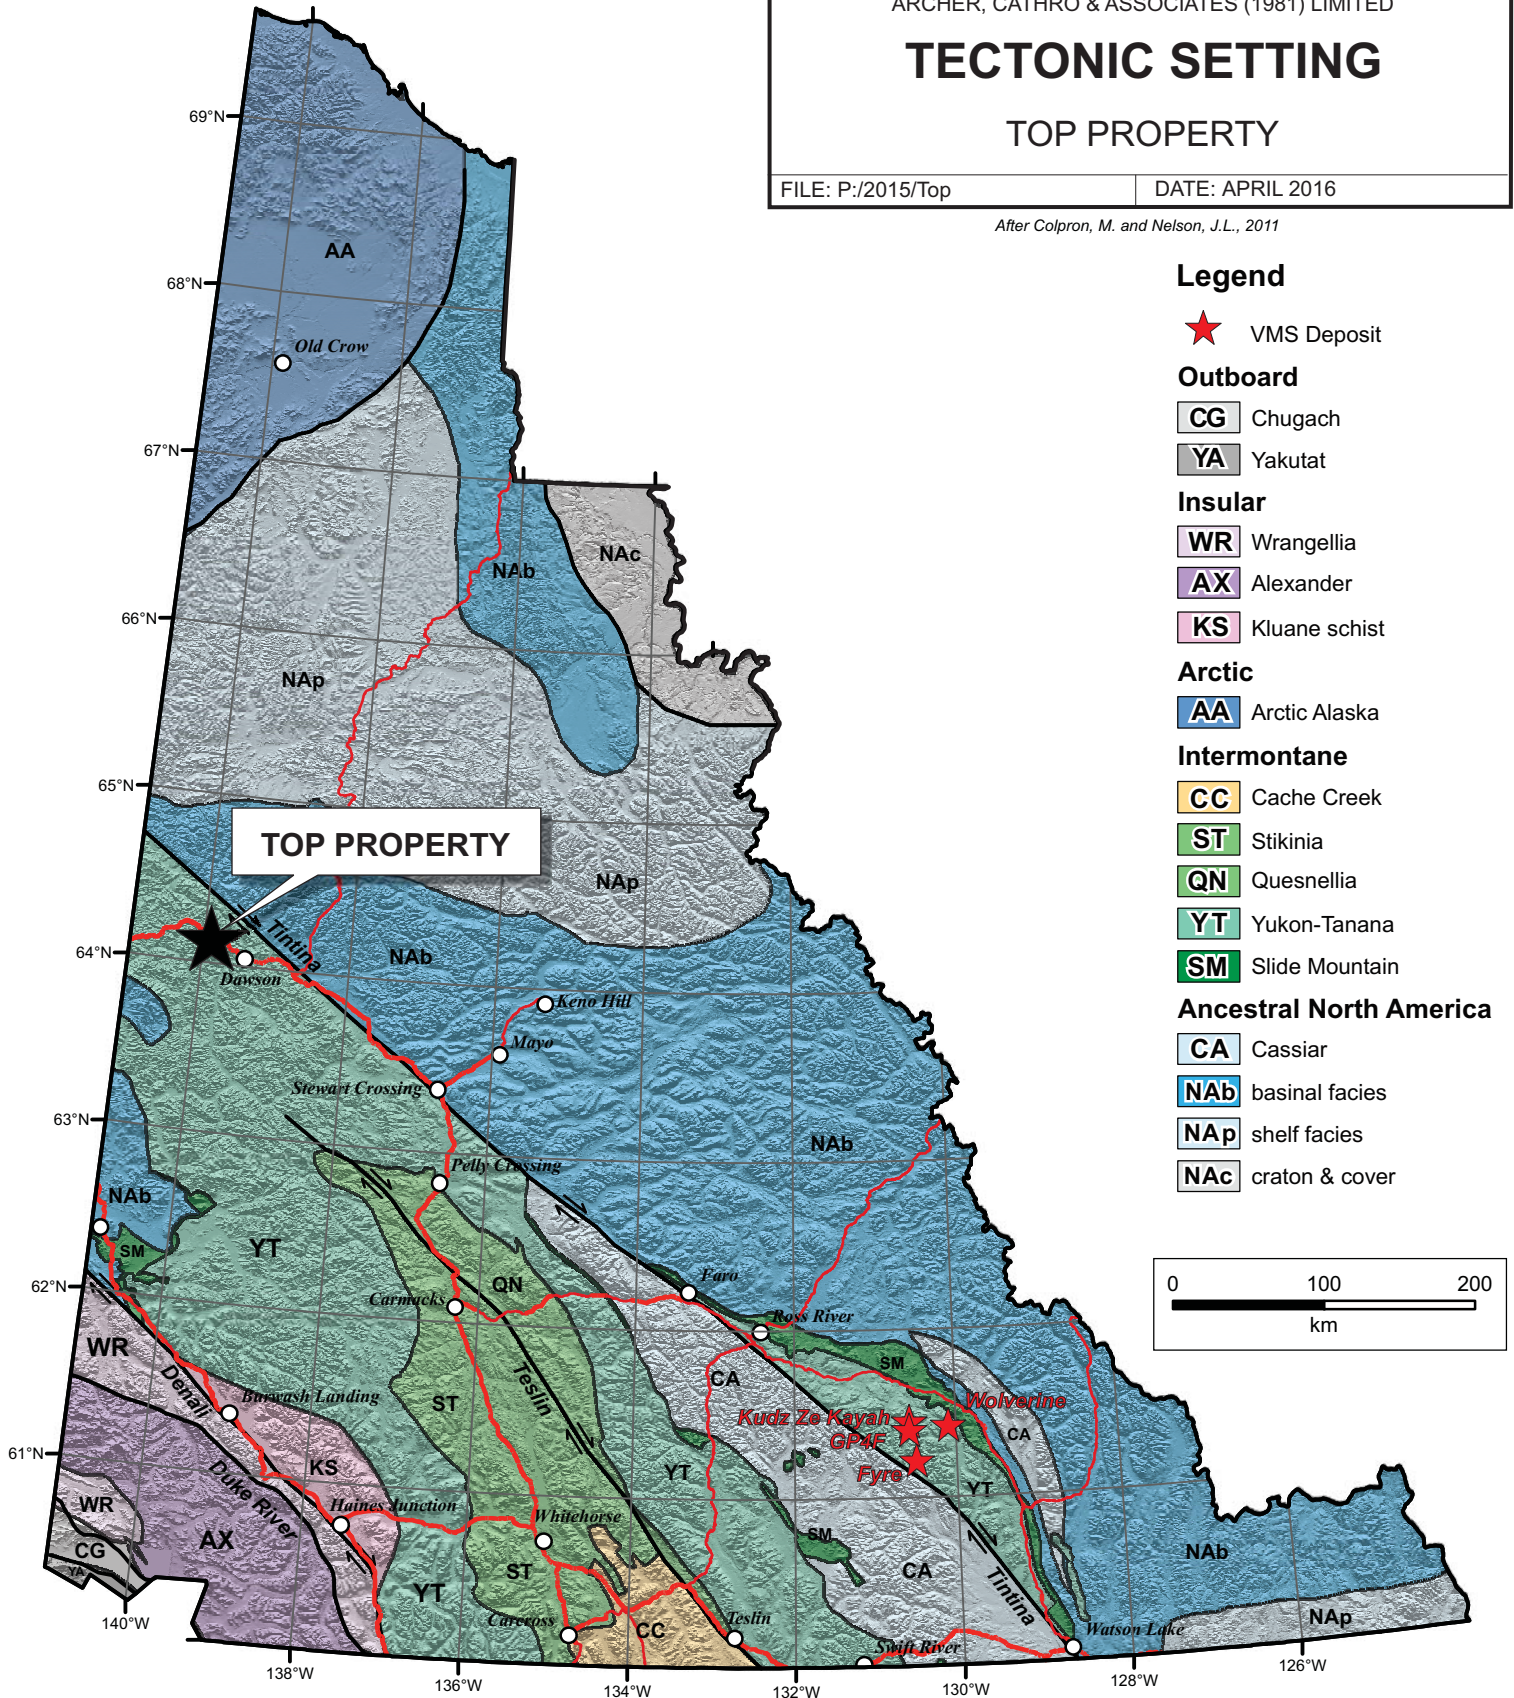 ARCHER, CATHRO & ASSOCIATES (1981) LIMITED
TECTONIC SETTING
TOP PROPERTY
FILE: P:/2015/Top
DATE: APRIL 2016
After Colpron, M. and Nelson, J.L., 2011
Legend
VMS Deposit
Outboard
CG Chugach
YA Yakutat
Insular
WR Wrangellia
AX Alexander
KS Kluane schist
Arctic
AA Arctic Alaska
Intermontane
CC Cache Creek
ST Stikinia
QN Quesnellia
YT Yukon-Tanana
SM Slide Mountain
Ancestral North America
CA Cassiar
NAb basinal facies
NAp shelf facies
NAc craton & cover
0 100 200
km
69°N
AA
68°N
Old Crow
67°N
NAc
NAb
66°N
NAp
65°N
TOP PROPERTY
NAp
Tintina
64°N
NAb
Dawson
Keno Hill
Mayo
Stewart Crossing
63°N
NAb
Pelly Crossing
NAb
YT
SM
62°N
QN
Faro
Carmacks
Ross River
WR
SM
Denali
Teslin
CA
Burwash Landing
ST
Wolverine
Kudz Ze Kayah
GP4F
CA
61°N
Fyre
KS
YT
YT
Duke River
WR
Haines Junction
Whitehorse
AX
SM
CG
NAb
YA
ST
CA
YT
Tintina
140°W
Carcross
CC
Teslin
NAp
Watson Lake
Swift River
138°W
136°W
134°W
132°W
130°W
128°W
126°W